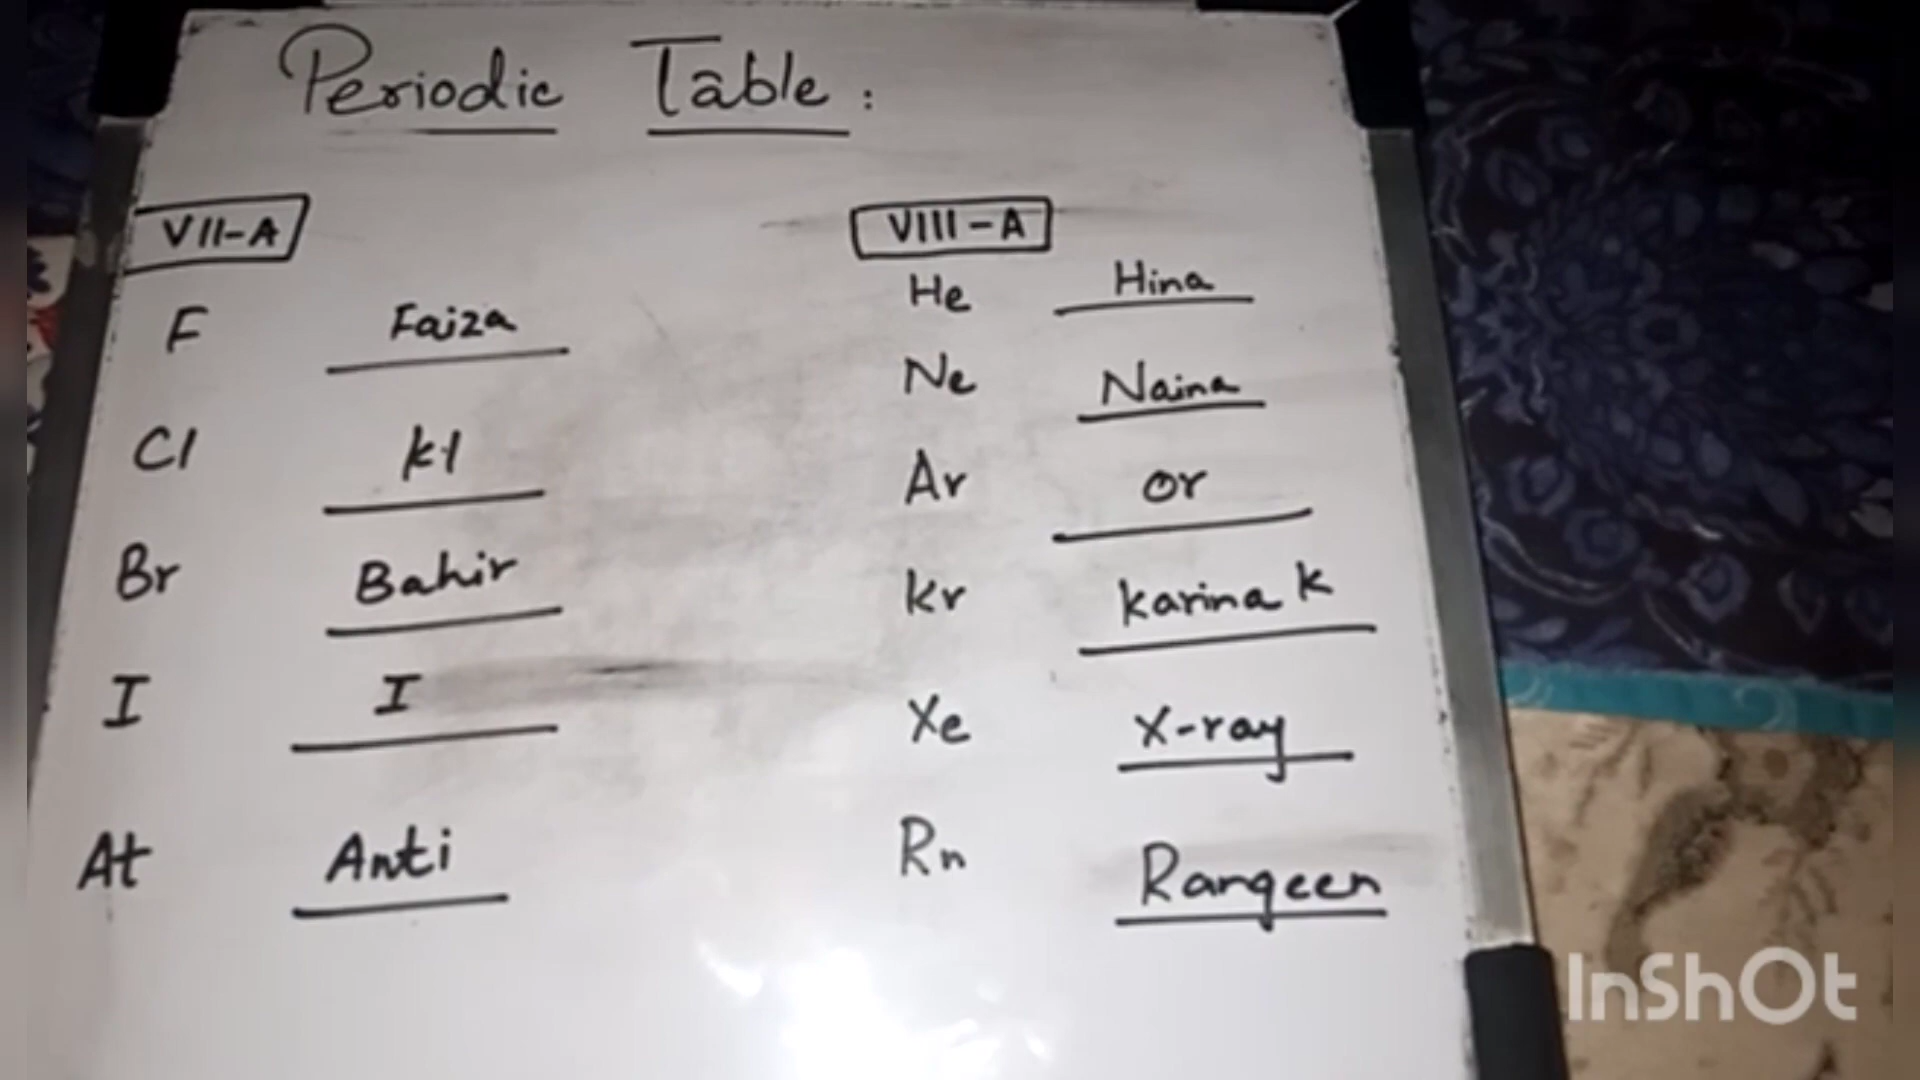 Periodic Table:
VII-A
F Faiza
Cl kl
Br Bahir
I I
At Anti
VIII-A
He Hina
Ne Naina
Ar or
Kr Karina K
Xe X-ray
Rn Rangeen
InShOt